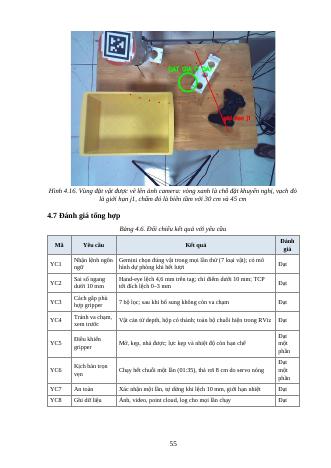 Hình 4.16. Vùng đặt vật được vẽ lên ảnh camera: vòng xanh là chỗ đặt khuyến nghị, vạch đỏ
là giới hạn j1, chấm đỏ là biên tầm với 30 cm và 45 cm
4.7 Đánh giá tổng hợp
Bảng 4.6. Đối chiếu kết quả với yêu cầu
Mã Yêu cầu Kết quả Đánh giá
YC1 Nhận lệnh ngôn ngữ Gemini chọn đúng vật trong mọi lần thử (7 loại vật); có mô hình dự phòng khi hết lượt Đạt
YC2 Sai số ngang dưới 10 mm Hand-eye lệch 4,6 mm trên tag; chỉ điểm dưới 10 mm; TCP tới đích lệch 0–3 mm Đạt
YC3 Cách gắp phù hợp gripper 7 bộ lọc; sau khi bổ sung không còn va chạm Đạt
YC4 Tránh va chạm, xem trước Vật cản từ depth, hộp có thành; toàn bộ chuỗi hiện trong RViz Đạt
YC5 Điều khiển gripper Mở, kẹp, nhả được; lực kẹp và nhiệt độ còn hạn chế Đạt một phần
YC6 Kịch bản trọn vẹn Chạy hết chuỗi một lần (01:35), thả rơi 8 cm do servo nóng Đạt một phần
YC7 An toàn Xác nhận một lần, tự dừng khi lệch 10 mm, giới hạn nhiệt Đạt
YC8 Ghi dữ liệu Ảnh, video, point cloud, log cho mọi lần chạy Đạt
55